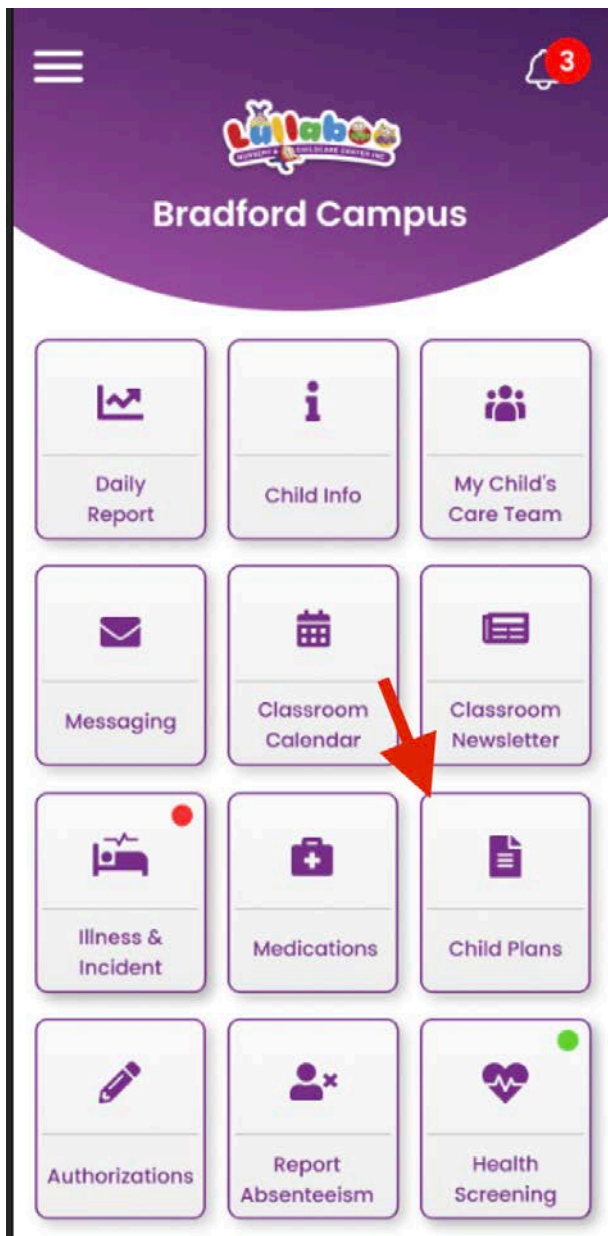 3
Lullaboo
NURSERY & CHILDCARE CENTER INC
Bradford Campus
Daily
Report
Child Info
My Child's
Care Team
Messaging
Classroom
Calendar
Classroom
Newsletter
Illness &
Incident
Medications
Child Plans
Authorizations
Report
Absenteeism
Health
Screening